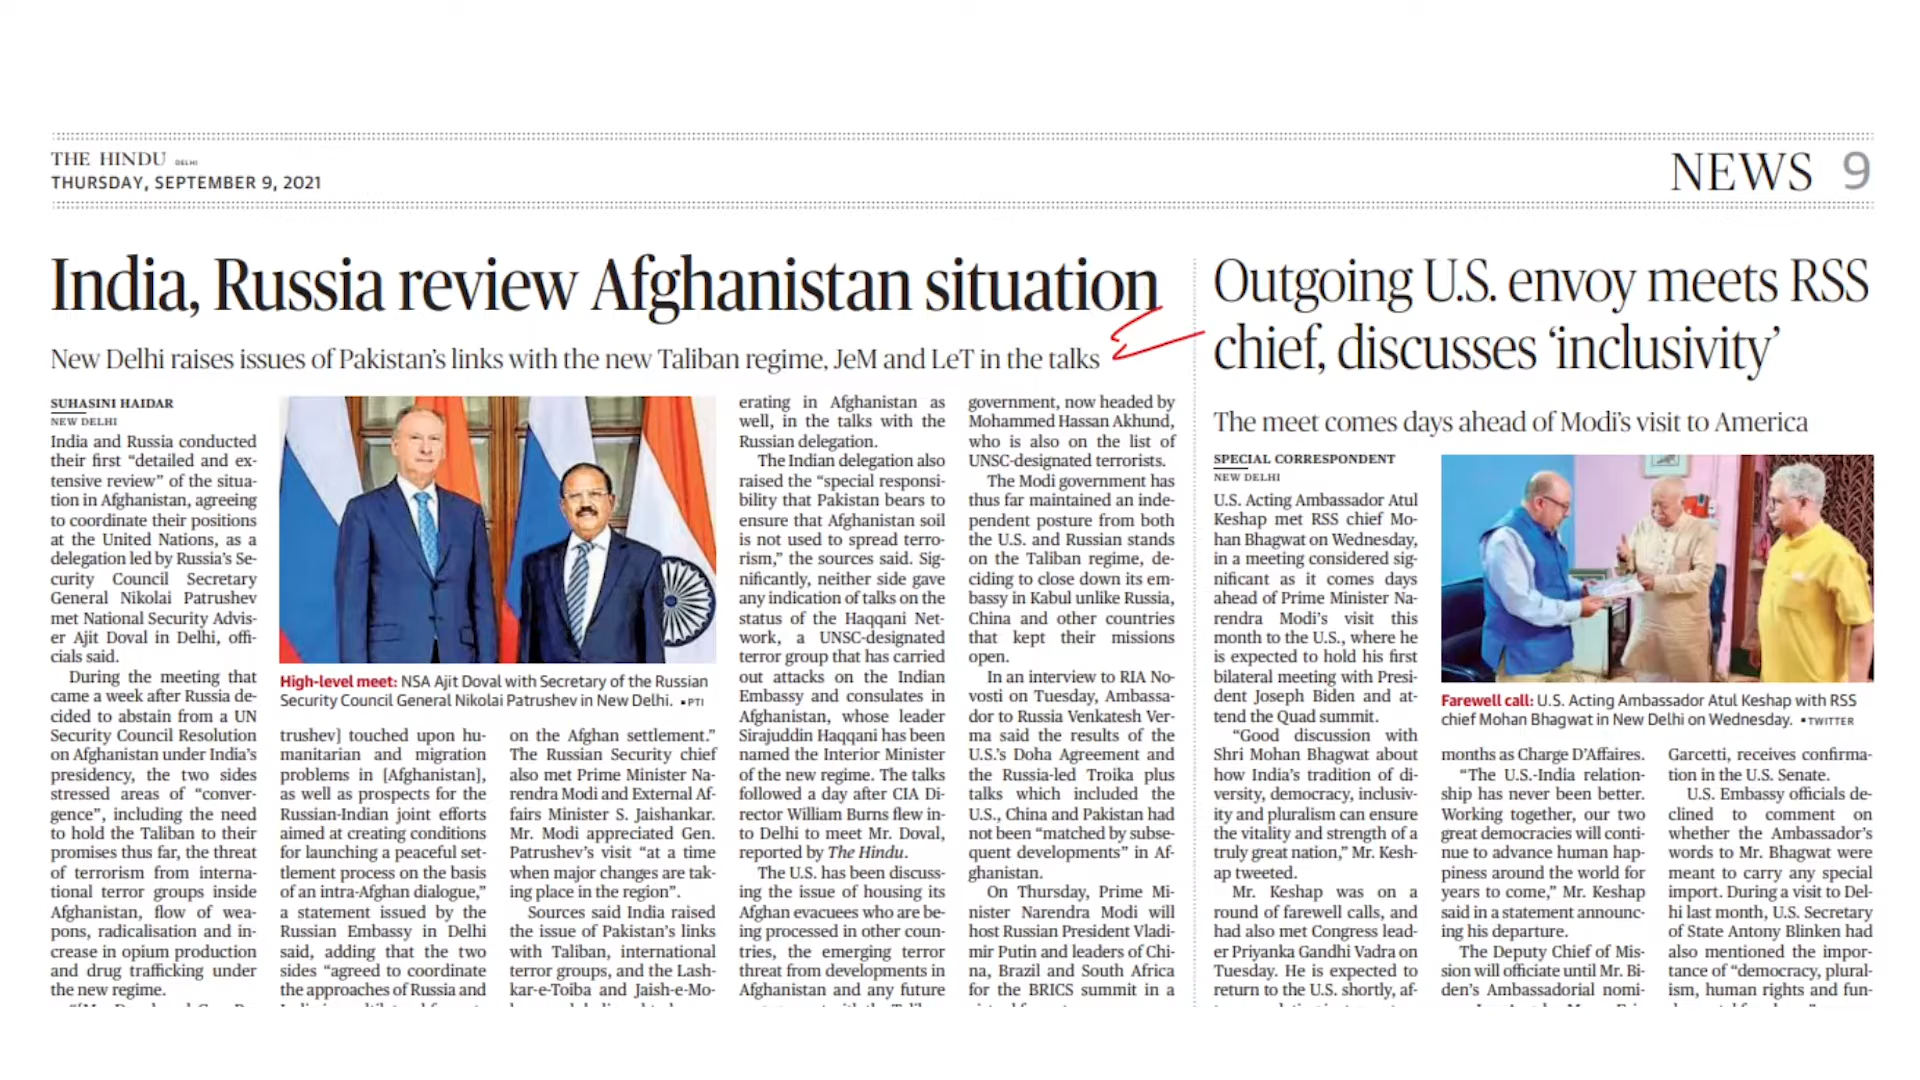 THE HINDU DELHI
THURSDAY, SEPTEMBER 9, 2021
NEWS 9
India, Russia review Afghanistan situation
New Delhi raises issues of Pakistan's links with the new Taliban regime, JeM and LeT in the talks
SUHASINI HAIDAR
NEW DELHI
India and Russia conducted
their first “detailed and ex-
tensive review” of the situa-
tion in Afghanistan, agreeing
to coordinate their positions
at the United Nations, as a
delegation led by Russia's Se-
curity Council Secretary
General Nikolai Patrushev
met National Security Advis-
er Ajit Doval in Delhi, offi-
cials said.
During the meeting that
came a week after Russia de-
cided to abstain from a UN
Security Council Resolution
on Afghanistan under India's
presidency, the two sides
stressed areas of “conver-
gence”, including the need
to hold the Taliban to their
promises thus far, the threat
of terrorism from interna-
tional terror groups inside
Afghanistan, flow of wea-
pons, radicalisation and in-
crease in opium production
and drug trafficking under
the new regime.
High-level meet: NSA Ajit Doval with Secretary of the Russian
Security Council General Nikolai Patrushev in New Delhi. ▪ PTI
trushev] touched upon hu-
manitarian and migration
problems in [Afghanistan],
as well as prospects for the
Russian-Indian joint efforts
aimed at creating conditions
for launching a peaceful set-
tlement process on the basis
of an intra-Afghan dialogue,”
a statement issued by the
Russian Embassy in Delhi
said, adding that the two
sides “agreed to coordinate
the approaches of Russia and
on the Afghan settlement.”
The Russian Security chief
also met Prime Minister Na-
rendra Modi and External Af-
fairs Minister S. Jaishankar.
Mr. Modi appreciated Gen.
Patrushev's visit “at a time
when major changes are tak-
ing place in the region”.
Sources said India raised
the issue of Pakistan's links
with Taliban, international
terror groups, and the Lash-
kar-e-Toiba and Jaish-e-Mo-
erating in Afghanistan as
well, in the talks with the
Russian delegation.
The Indian delegation also
raised the “special responsi-
bility that Pakistan bears to
ensure that Afghanistan soil
is not used to spread terro-
rism,” the sources said. Sig-
nificantly, neither side gave
any indication of talks on the
status of the Haqqani Net-
work, a UNSC-designated
terror group that has carried
out attacks on the Indian
Embassy and consulates in
Afghanistan, whose leader
Sirajuddin Haqqani has been
named the Interior Minister
of the new regime. The talks
followed a day after CIA Di-
rector William Burns flew in-
to Delhi to meet Mr. Doval,
reported by The Hindu.
The U.S. has been discuss-
ing the issue of housing its
Afghan evacuees who are be-
ing processed in other coun-
tries, the emerging terror
threat from developments in
Afghanistan and any future
government, now headed by
Mohammed Hassan Akhund,
who is also on the list of
UNSC-designated terrorists.
The Modi government has
thus far maintained an inde-
pendent posture from both
the U.S. and Russian stands
on the Taliban regime, de-
ciding to close down its em-
bassy in Kabul unlike Russia,
China and other countries
that kept their missions
open.
In an interview to RIA No-
vosti on Tuesday, Ambassa-
dor to Russia Venkatesh Ver-
ma said the results of the
U.S.'s Doha Agreement and
the Russia-led Troika plus
talks which included the
U.S., China and Pakistan had
not been “matched by subse-
quent developments” in Af-
ghanistan.
On Thursday, Prime Mi-
nister Narendra Modi will
host Russian President Vladi-
mir Putin and leaders of Chi-
na, Brazil and South Africa
for the BRICS summit in a
Outgoing U.S. envoy meets RSS
chief, discusses ‘inclusivity’
The meet comes days ahead of Modi's visit to America
SPECIAL CORRESPONDENT
NEW DELHI
U.S. Acting Ambassador Atul
Keshap met RSS chief Mo-
han Bhagwat on Wednesday,
in a meeting considered sig-
nificant as it comes days
ahead of Prime Minister Na-
rendra Modi's visit this
month to the U.S., where he
is expected to hold his first
bilateral meeting with Presi-
dent Joseph Biden and at-
tend the Quad summit.
“Good discussion with
Shri Mohan Bhagwat about
how India's tradition of di-
versity, democracy, inclusiv-
ity and pluralism can ensure
the vitality and strength of a
truly great nation,” Mr. Kesh-
ap tweeted.
Mr. Keshap was on a
round of farewell calls, and
had also met Congress lead-
er Priyanka Gandhi Vadra on
Tuesday. He is expected to
return to the U.S. shortly, af-
Farewell call: U.S. Acting Ambassador Atul Keshap with RSS
chief Mohan Bhagwat in New Delhi on Wednesday. ▪ TWITTER
months as Charge D'Affaires.
“The U.S.-India relation-
ship has never been better.
Working together, our two
great democracies will conti-
nue to advance human hap-
piness around the world for
years to come,” Mr. Keshap
said in a statement announc-
ing his departure.
The Deputy Chief of Mis-
sion will officiate until Mr. Bi-
den's Ambassadorial nomi-
Garcetti, receives confirma-
tion in the U.S. Senate.
U.S. Embassy officials de-
clined to comment on
whether the Ambassador's
words to Mr. Bhagwat were
meant to carry any special
import. During a visit to Del-
hi last month, U.S. Secretary
of State Antony Blinken had
also mentioned the impor-
tance of “democracy, plural-
ism, human rights and fun-